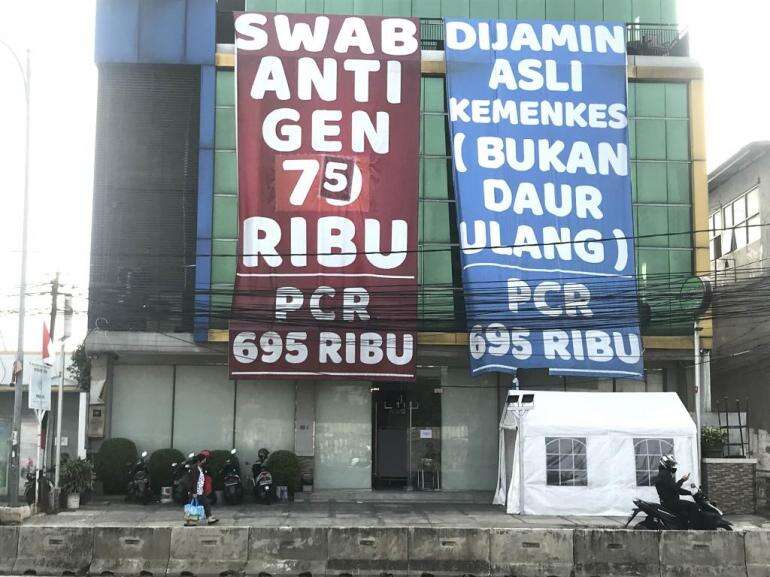 SWAB
ANTI
GEN
75
RIBU
PCR
695 RIBU
DIJAMIN
ASLI
KEMENKES
( BUKAN
DAUR
ULANG )
PCR
695 RIBU